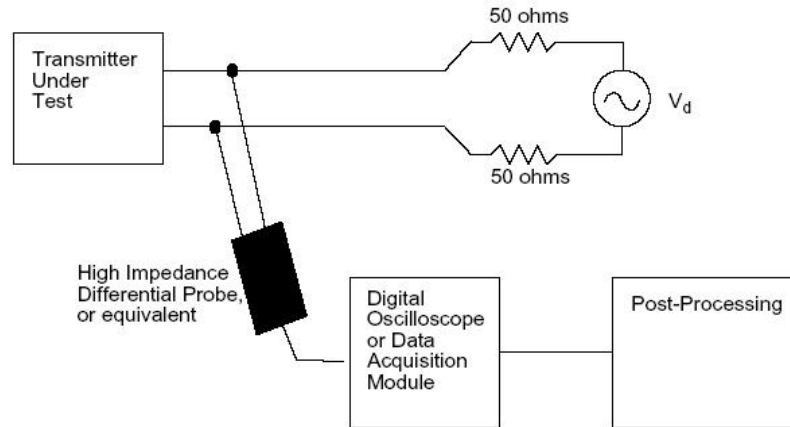 50 ohms
Transmitter
Under
Test
V_d
50 ohms
High Impedance
Differential Probe,
or equivalent
Digital
Oscilloscope
or Data
Acquisition
Module
Post-Processing